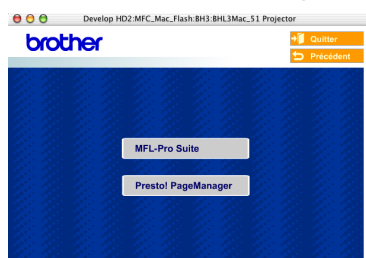 Develop HD2:MFC_Mac_Flash:BH3:BHL3Mac_51 Projector
brother
Quitter
Précédent
MFL-Pro Suite
Presto! PageManager